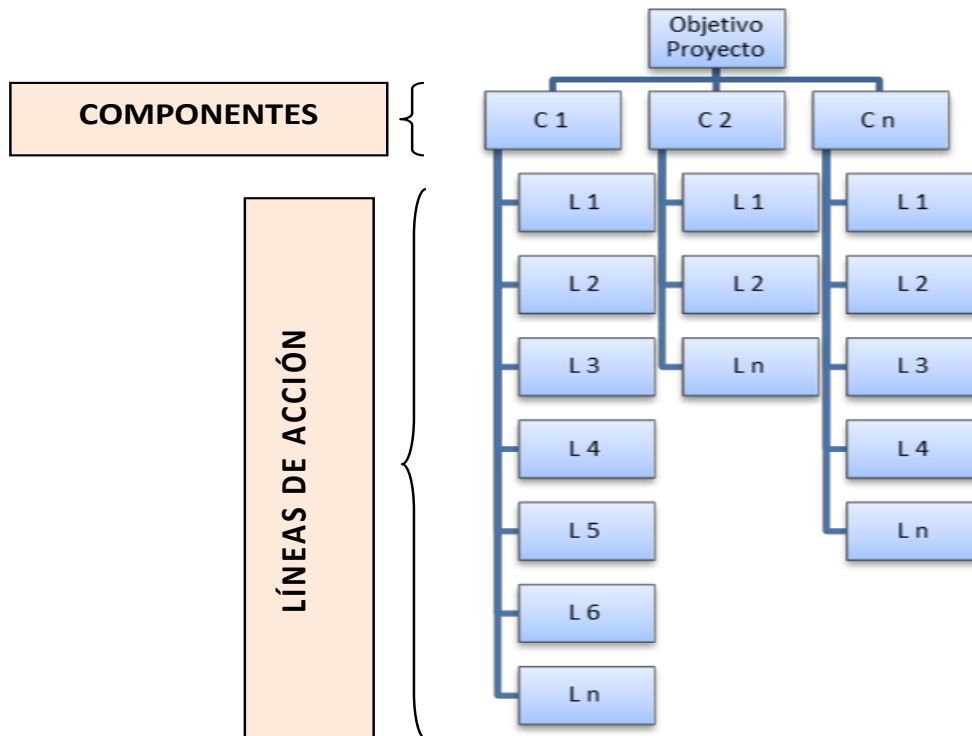 Objetivo
Proyecto
COMPONENTES
C 1
C 2
C n
LÍNEAS DE ACCIÓN
L 1
L 2
L 3
L 4
L 5
L 6
L n
L 1
L 2
L n
L 1
L 2
L 3
L 4
L n